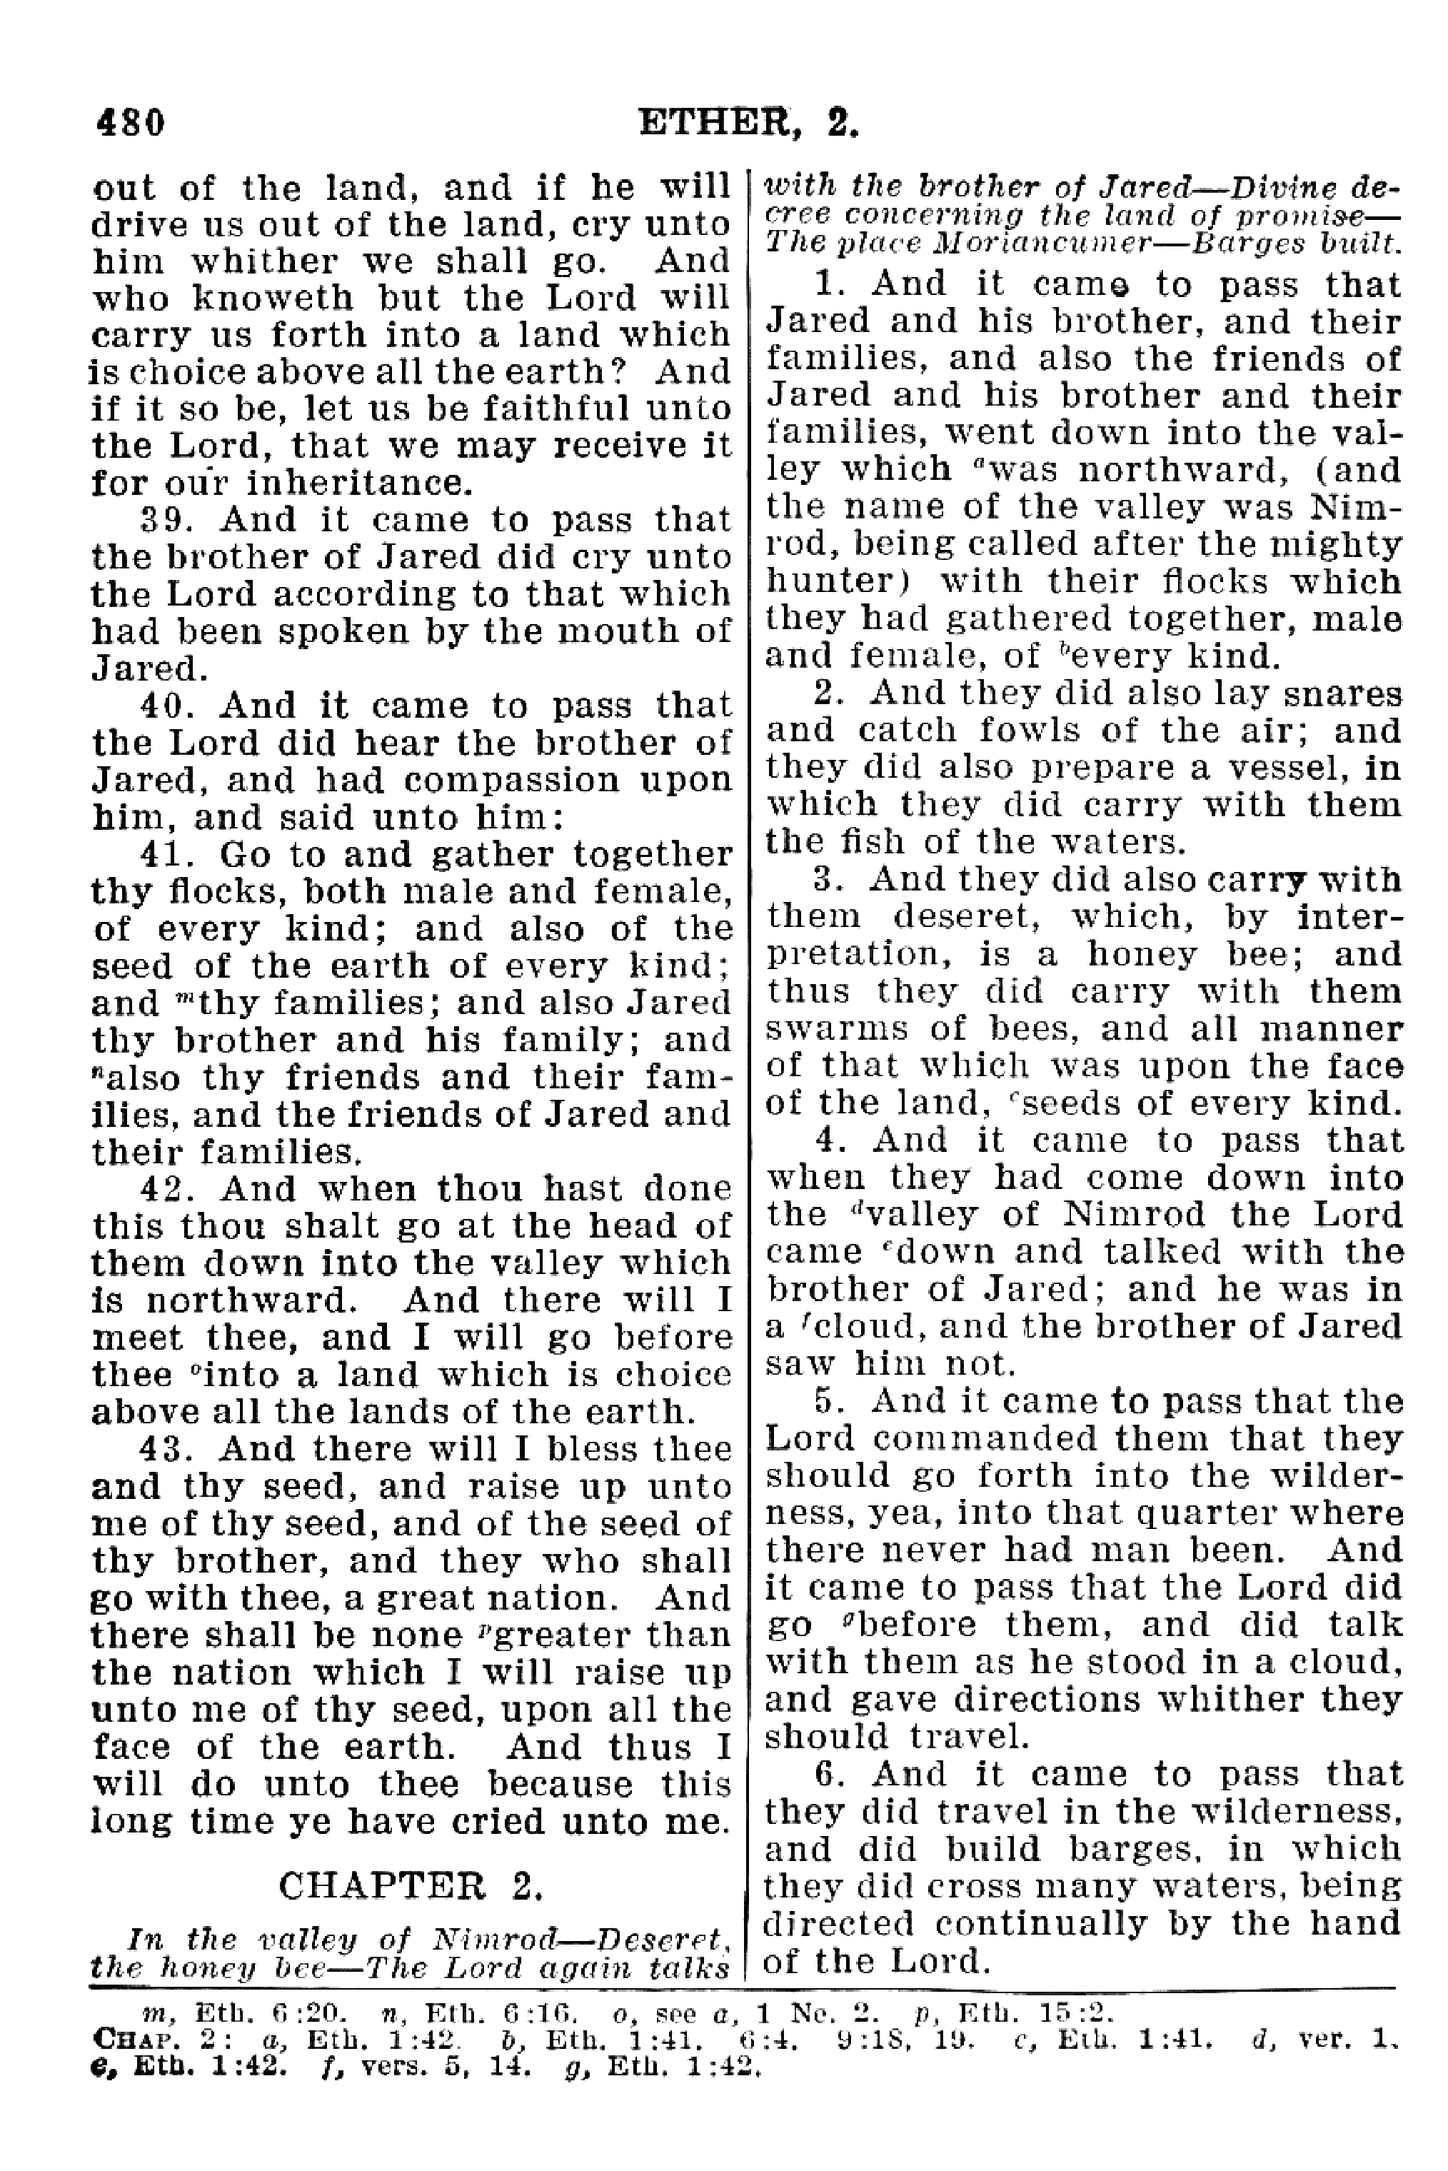 480
ETHER, 2.
out of the land, and if he will
drive us out of the land, cry unto
him whither we shall go. And
who knoweth but the Lord will
carry us forth into a land which
is choice above all the earth? And
if it so be, let us be faithful unto
the Lord, that we may receive it
for our inheritance.
39. And it came to pass that
the brother of Jared did cry unto
the Lord according to that which
had been spoken by the mouth of
Jared.
40. And it came to pass that
the Lord did hear the brother of
Jared, and had compassion upon
him, and said unto him:
41. Go to and gather together
thy flocks, both male and female,
of every kind; and also of the
seed of the earth of every kind;
and mthy families; and also Jared
thy brother and his family; and
nalso thy friends and their fam-
ilies, and the friends of Jared and
their families.
42. And when thou hast done
this thou shalt go at the head of
them down into the valley which
is northward. And there will I
meet thee, and I will go before
thee ointo a land which is choice
above all the lands of the earth.
43. And there will I bless thee
and thy seed, and raise up unto
me of thy seed, and of the seed of
thy brother, and they who shall
go with thee, a great nation. And
there shall be none pgreater than
the nation which I will raise up
unto me of thy seed, upon all the
face of the earth. And thus I
will do unto thee because this
long time ye have cried unto me.
CHAPTER 2.
In the valley of Nimrod—Deseret,
the honey bee—The Lord again talks
with the brother of Jared—Divine de-
cree concerning the land of promise—
The place Moriancumer—Barges built.
1. And it came to pass that
Jared and his brother, and their
families, and also the friends of
Jared and his brother and their
families, went down into the val-
ley which awas northward, (and
the name of the valley was Nim-
rod, being called after the mighty
hunter) with their flocks which
they had gathered together, male
and female, of bevery kind.
2. And they did also lay snares
and catch fowls of the air; and
they did also prepare a vessel, in
which they did carry with them
the fish of the waters.
3. And they did also carry with
them deseret, which, by inter-
pretation, is a honey bee; and
thus they did carry with them
swarms of bees, and all manner
of that which was upon the face
of the land, cseeds of every kind.
4. And it came to pass that
when they had come down into
the dvalley of Nimrod the Lord
came edown and talked with the
brother of Jared; and he was in
a fcloud, and the brother of Jared
saw him not.
5. And it came to pass that the
Lord commanded them that they
should go forth into the wilder-
ness, yea, into that quarter where
there never had man been. And
it came to pass that the Lord did
go gbefore them, and did talk
with them as he stood in a cloud,
and gave directions whither they
should travel.
6. And it came to pass that
they did travel in the wilderness,
and did build barges, in which
they did cross many waters, being
directed continually by the hand
of the Lord.
m, Eth. 6:20. n, Eth. 6:16. o, see a, 1 Ne. 2. p, Eth. 15:2.
CHAP. 2: a, Eth. 1:42. b, Eth. 1:41. 6:4. 9:18, 19. c, Eth. 1:41. d, ver. 1.
e, Eth. 1:42. f, vers. 5, 14. g, Eth. 1:42.